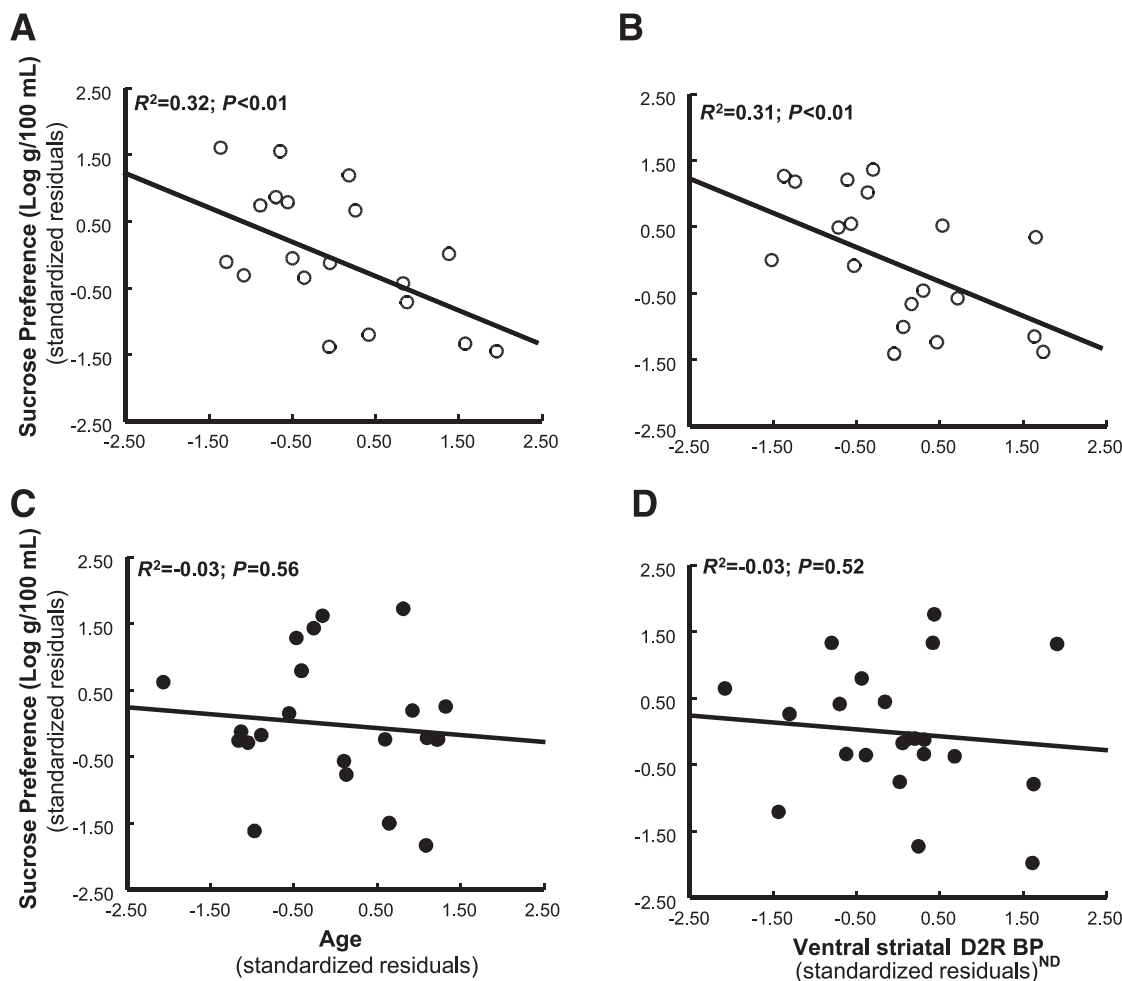 A
B
R²=0.32; P<0.01
R²=0.31; P<0.01
Sucrose Preference (Log g/100 mL)
(standardized residuals)
2.50
1.50
0.50
-0.50
-1.50
-2.50
-2.50 -1.50 -0.50 0.50 1.50 2.50
2.50
1.50
0.50
-0.50
-1.50
-2.50
-2.50 -1.50 -0.50 0.50 1.50 2.50
C
D
R²=-0.03; P=0.56
R²=-0.03; P=0.52
Sucrose Preference (Log g/100 mL)
(standardized residuals)
2.50
1.50
0.50
-0.50
-1.50
-2.50
-2.50 -1.50 -0.50 0.50 1.50 2.50
Age
(standardized residuals)
2.50
1.50
0.50
-0.50
-1.50
-2.50
-2.50 -1.50 -0.50 0.50 1.50 2.50
Ventral striatal D2R BP
(standardized residuals)ND